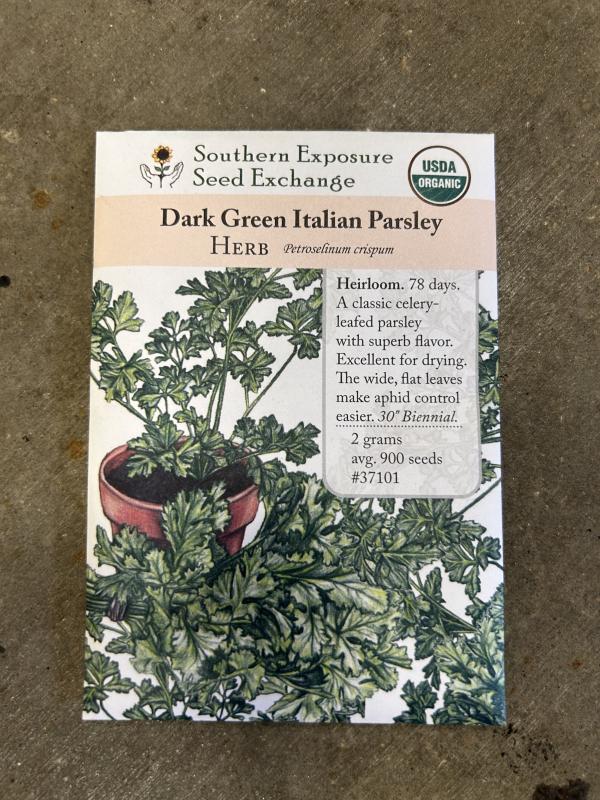 Southern Exposure
Seed Exchange
USDA
ORGANIC
Dark Green Italian Parsley
HERB Petroselinum crispum
Heirloom. 78 days.
A classic celery-
leafed parsley
with superb flavor.
Excellent for drying.
The wide, flat leaves
make aphid control
easier. 30" Biennial.
2 grams
avg. 900 seeds
#37101